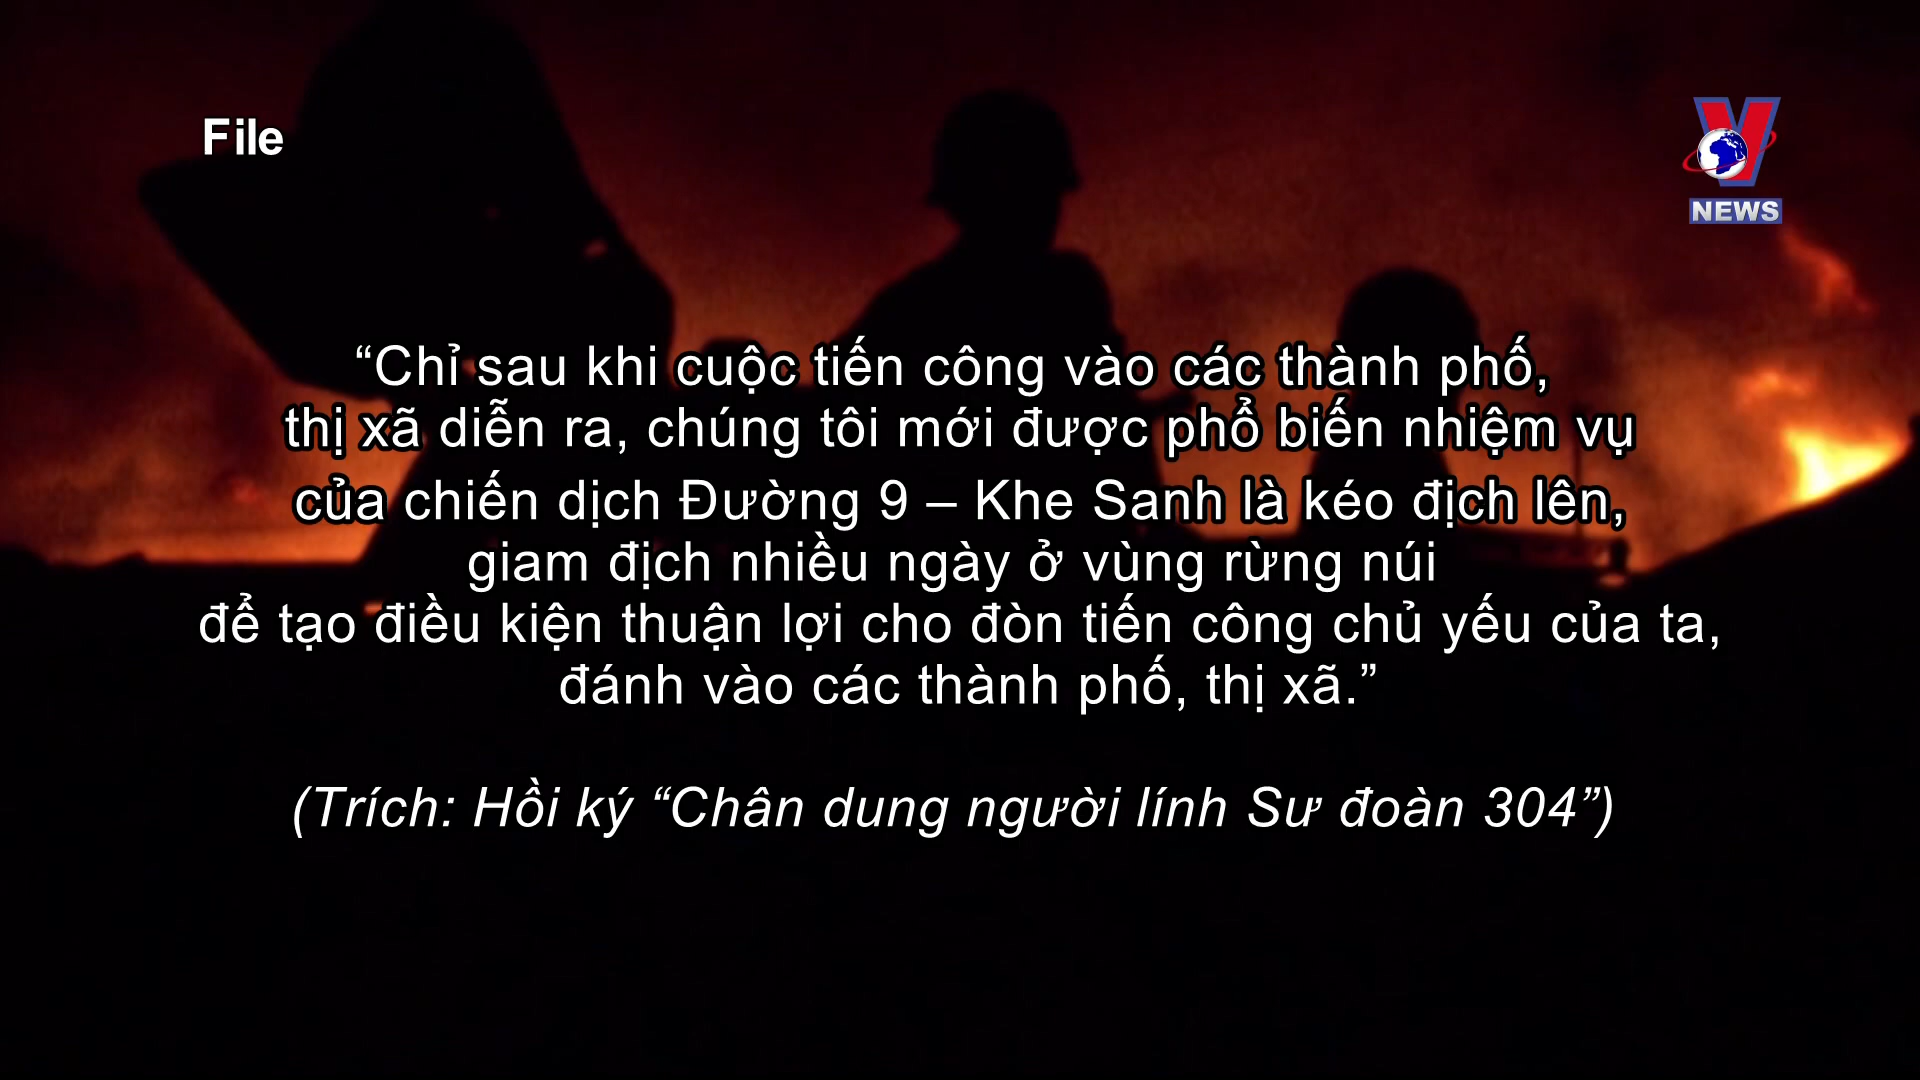 File
V
NEWS
“Chỉ sau khi cuộc tiến công vào các thành phố,
thị xã diễn ra, chúng tôi mới được phổ biến nhiệm vụ
của chiến dịch Đường 9 – Khe Sanh là kéo địch lên,
giam địch nhiều ngày ở vùng rừng núi
để tạo điều kiện thuận lợi cho đòn tiến công chủ yếu của ta,
đánh vào các thành phố, thị xã.”
(Trích: Hồi ký “Chân dung người lính Sư đoàn 304”)